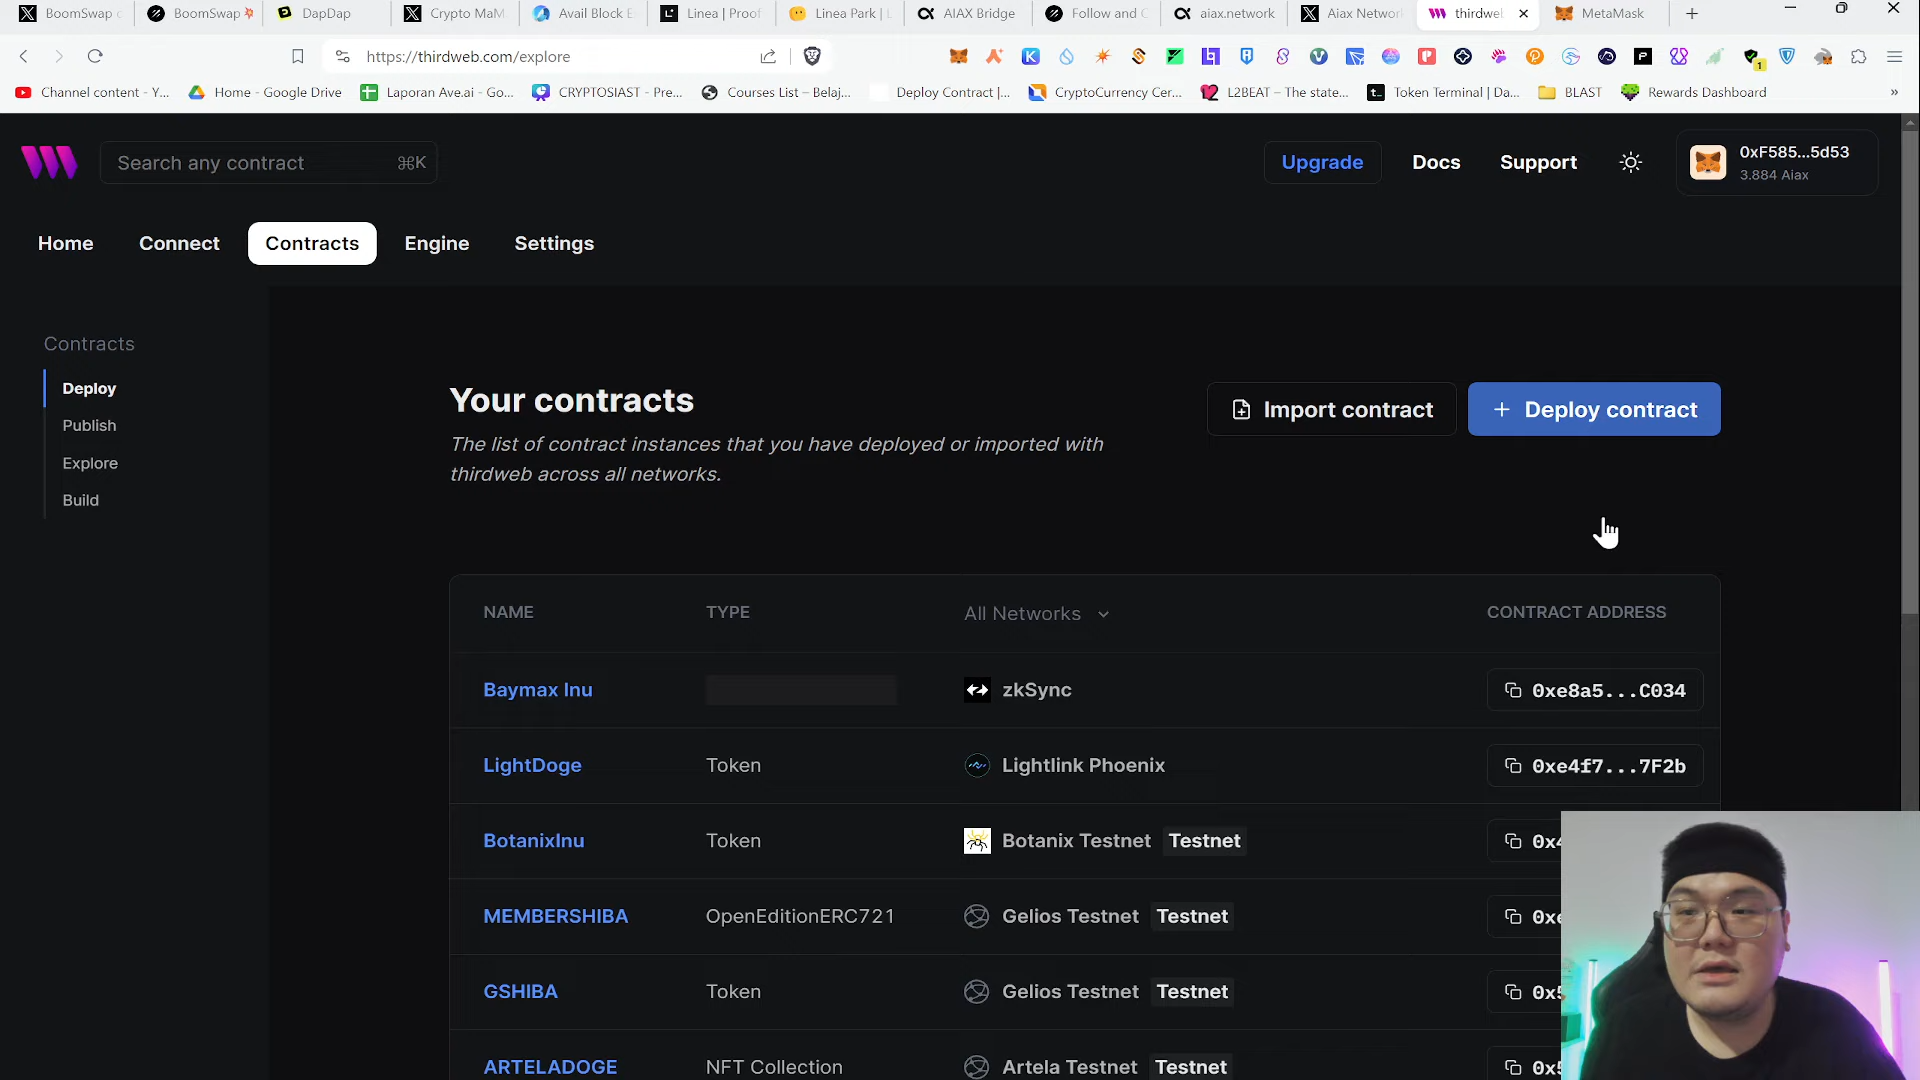 BoomSwap
BoomSwap
DapDap
Crypto MaM
Avail Block E
Linea | Proof
Linea Park | L
AIAX Bridge
Follow and C
aiax.network
Aiax Networ
thirdwe
MetaMask
https://thirdweb.com/explore
1
Channel content - Y...
Home - Google Drive
Laporan Ave.ai - Go...
CRYPTOSIAST - Pre...
Courses List – Belaj...
Deploy Contract |...
CryptoCurrency Cer...
L2BEAT – The state...
Token Terminal | Da...
BLAST
Rewards Dashboard
»
Search any contract ⌘K
Upgrade
Docs
Support
0xF585...5d53
3.884 Aiax
Home
Connect
Contracts
Engine
Settings
Contracts
Deploy
Publish
Explore
Build
Your contracts
The list of contract instances that you have deployed or imported with
thirdweb across all networks.
Import contract
+ Deploy contract
NAME TYPE All Networks CONTRACT ADDRESS
Baymax Inu zkSync 0xe8a5...C034
LightDoge Token Lightlink Phoenix 0xe4f7...7F2b
BotanixInu Token Botanix Testnet Testnet 0x4
MEMBERSHIBA OpenEditionERC721 Gelios Testnet Testnet 0xe
GSHIBA Token Gelios Testnet Testnet 0x5
ARTELADOGE NFT Collection Artela Testnet Testnet 0x5